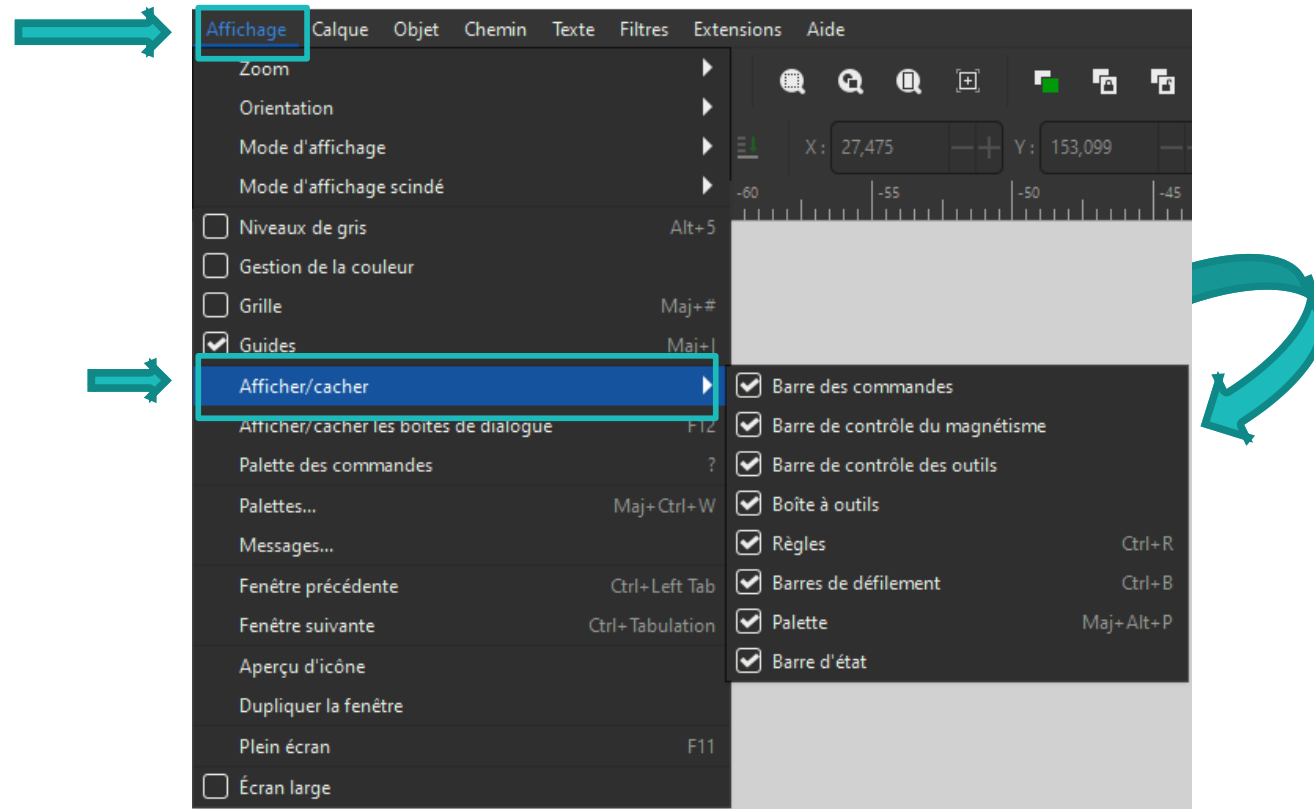 Affichage Calque Objet Chemin Texte Filtres Extensions Aide
Zoom
Orientation
Mode d'affichage
X : 27,475 Y : 153,099
Mode d'affichage scindé
-60 -55 -50 -45
Niveaux de gris Alt+5
Gestion de la couleur
Grille Maj+#
Guides Maj+|
Afficher/cacher
Afficher/cacher les boîtes de dialogue F12
Palette des commandes ?
Palettes... Maj+Ctrl+W
Messages...
Fenêtre précédente Ctrl+Left Tab
Fenêtre suivante Ctrl+Tabulation
Aperçu d'icône
Dupliquer la fenêtre
Plein écran F11
Écran large
Barre des commandes
Barre de contrôle du magnétisme
Barre de contrôle des outils
Boîte à outils
Règles Ctrl+R
Barres de défilement Ctrl+B
Palette Maj+Alt+P
Barre d'état